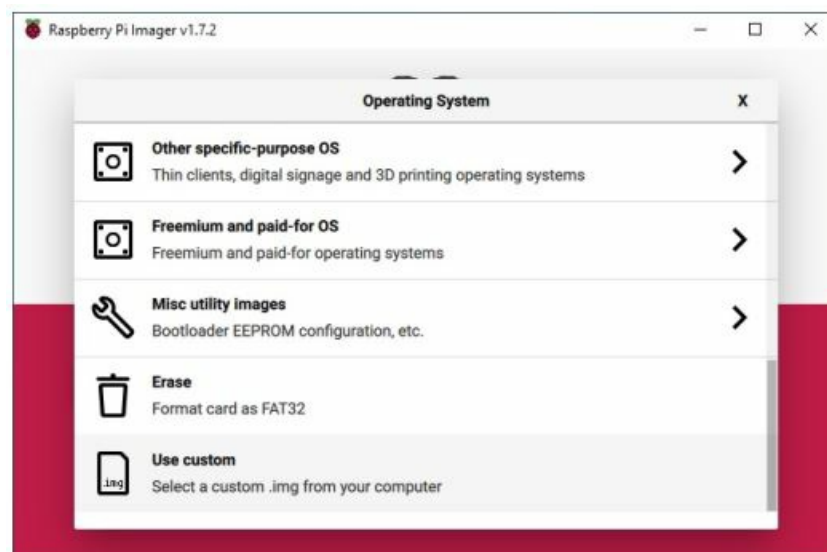 Raspberry Pi Imager v1.7.2
Operating System X
Other specific-purpose OS
Thin clients, digital signage and 3D printing operating systems
Freemium and paid-for OS
Freemium and paid-for operating systems
Misc utility images
Bootloader EEPROM configuration, etc.
Erase
Format card as FAT32
Use custom
.img
Select a custom .img from your computer